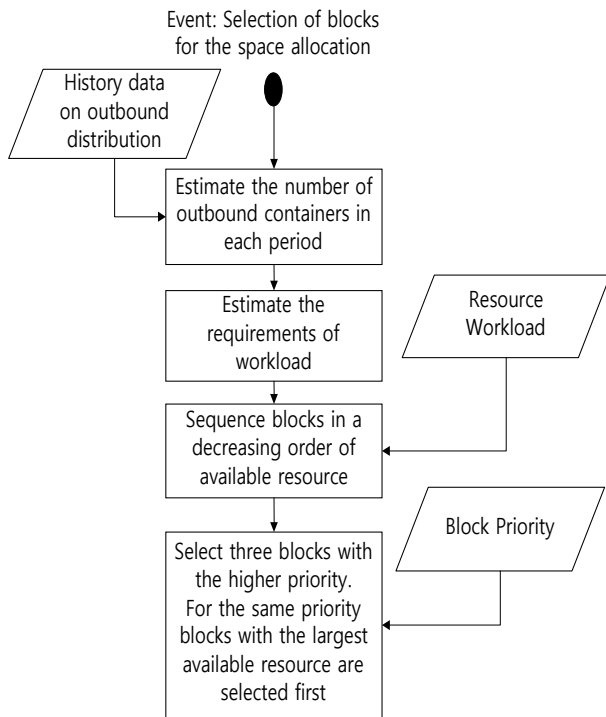 Event: Selection of blocks
for the space allocation
History data
on outbound
distribution
Estimate the number of
outbound containers in
each period
Estimate the
requirements of
workload
Resource
Workload
Sequence blocks in a
decreasing order of
available resource
Block Priority
Select three blocks with
the higher priority.
For the same priority
blocks with the largest
available resource are
selected first